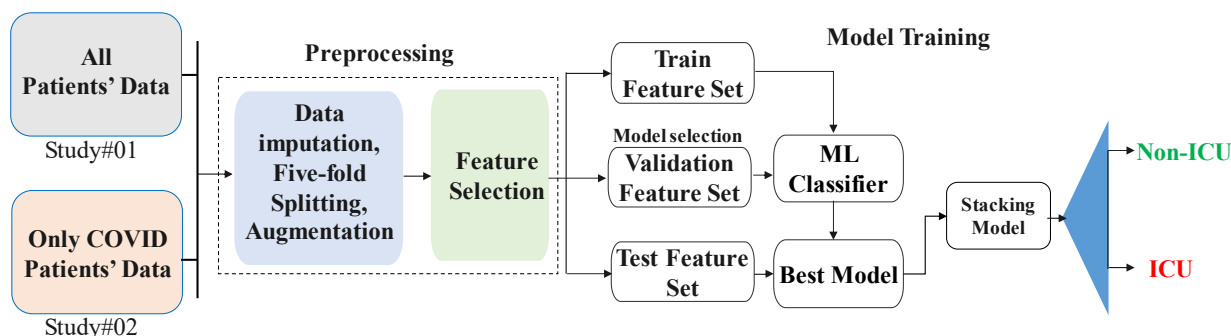 All
Patients’ Data
Study#01
Only COVID
Patients’ Data
Study#02
Preprocessing
Data
imputation,
Five-fold
Splitting,
Augmentation
Feature
Selection
Model Training
Train
Feature Set
Model selection
Validation
Feature Set
Test Feature
Set
ML
Classifier
Best Model
Stacking
Model
Non-ICU
ICU